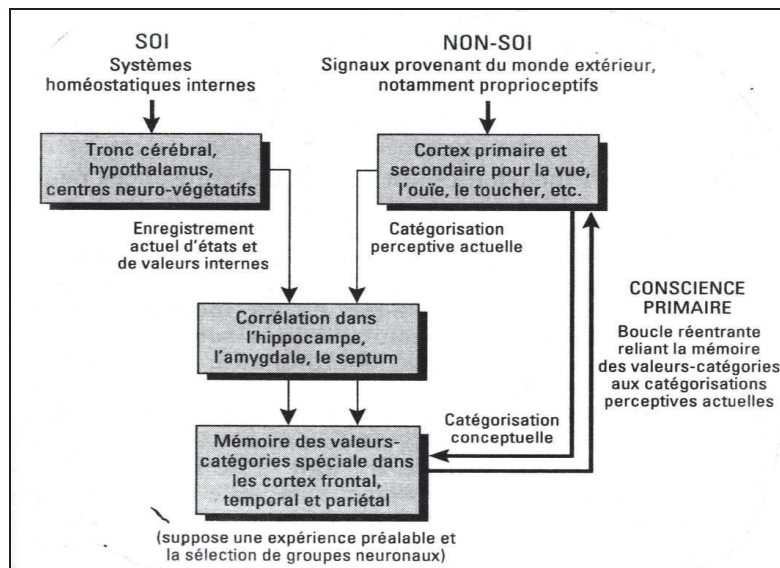 SOI
Systèmes
homéostatiques internes
NON-SOI
Signaux provenant du monde extérieur,
notamment proprioceptifs
Tronc cérébral,
hypothalamus,
centres neuro-végétatifs
Cortex primaire et
secondaire pour la vue,
l'ouïe, le toucher, etc.
Enregistrement
actuel d'états et
de valeurs internes
Catégorisation
perceptive actuelle
CONSCIENCE
PRIMAIRE
Boucle réentrante
reliant la mémoire
des valeurs-catégories
aux catégorisations
perceptives actuelles
Corrélation dans
l'hippocampe,
l'amygdale, le septum
Catégorisation
conceptuelle
Mémoire des valeurs-
catégories spéciale dans
les cortex frontal,
temporal et pariétal
(suppose une expérience préalable et
la sélection de groupes neuronaux)